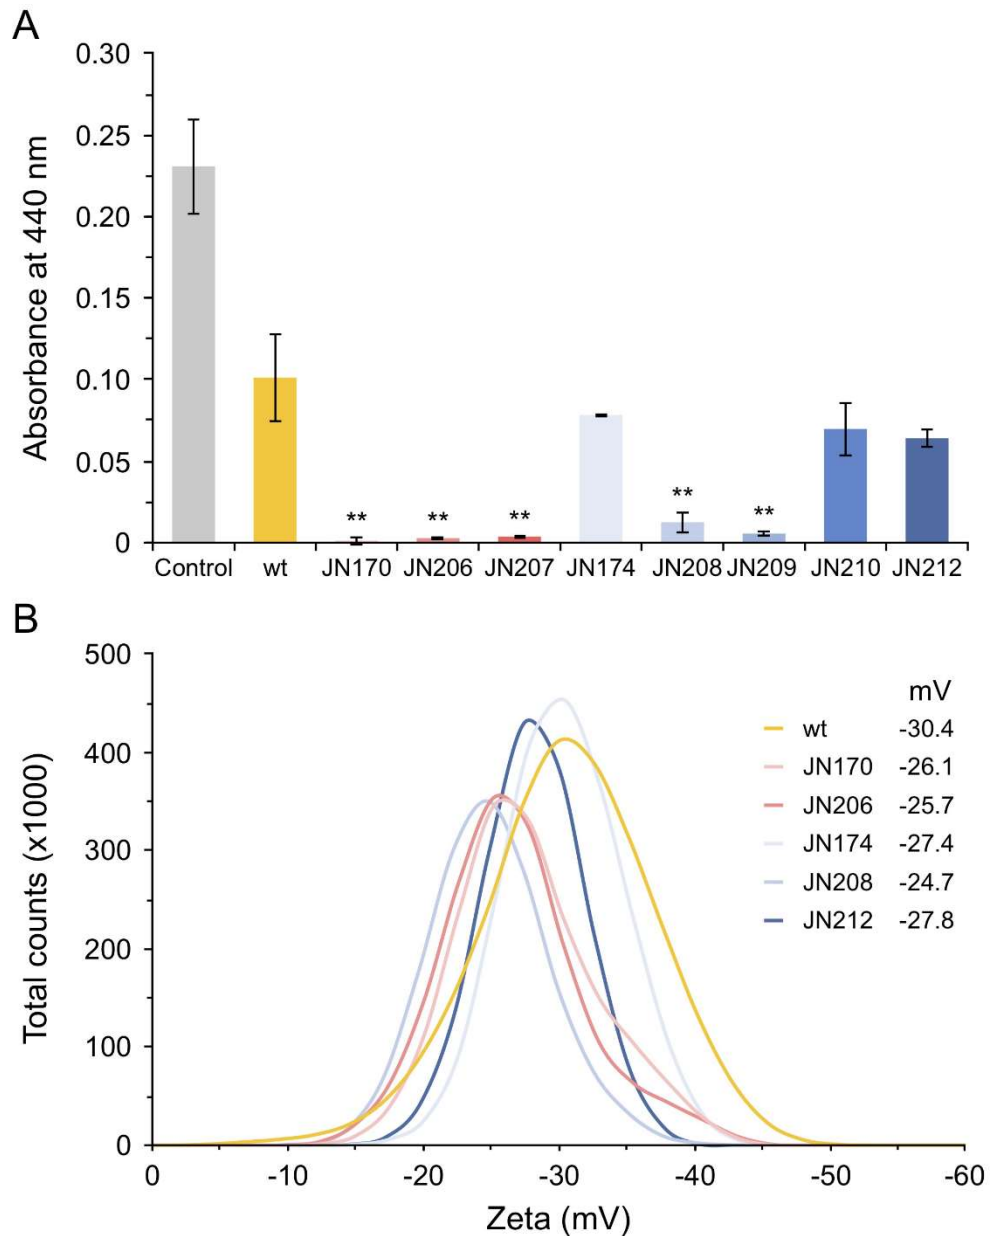 A
0.30
0.25
0.20
0.15
0.10
0.05
0
Absorbance at 440 nm
** ** ** ** **
Control wt JN170 JN206 JN207 JN174 JN208 JN209 JN210 JN212
B
500
400
300
200
100
0
Total counts (x1000)
mV
wt -30.4
JN170 -26.1
JN206 -25.7
JN174 -27.4
JN208 -24.7
JN212 -27.8
0 -10 -20 -30 -40 -50 -60
Zeta (mV)